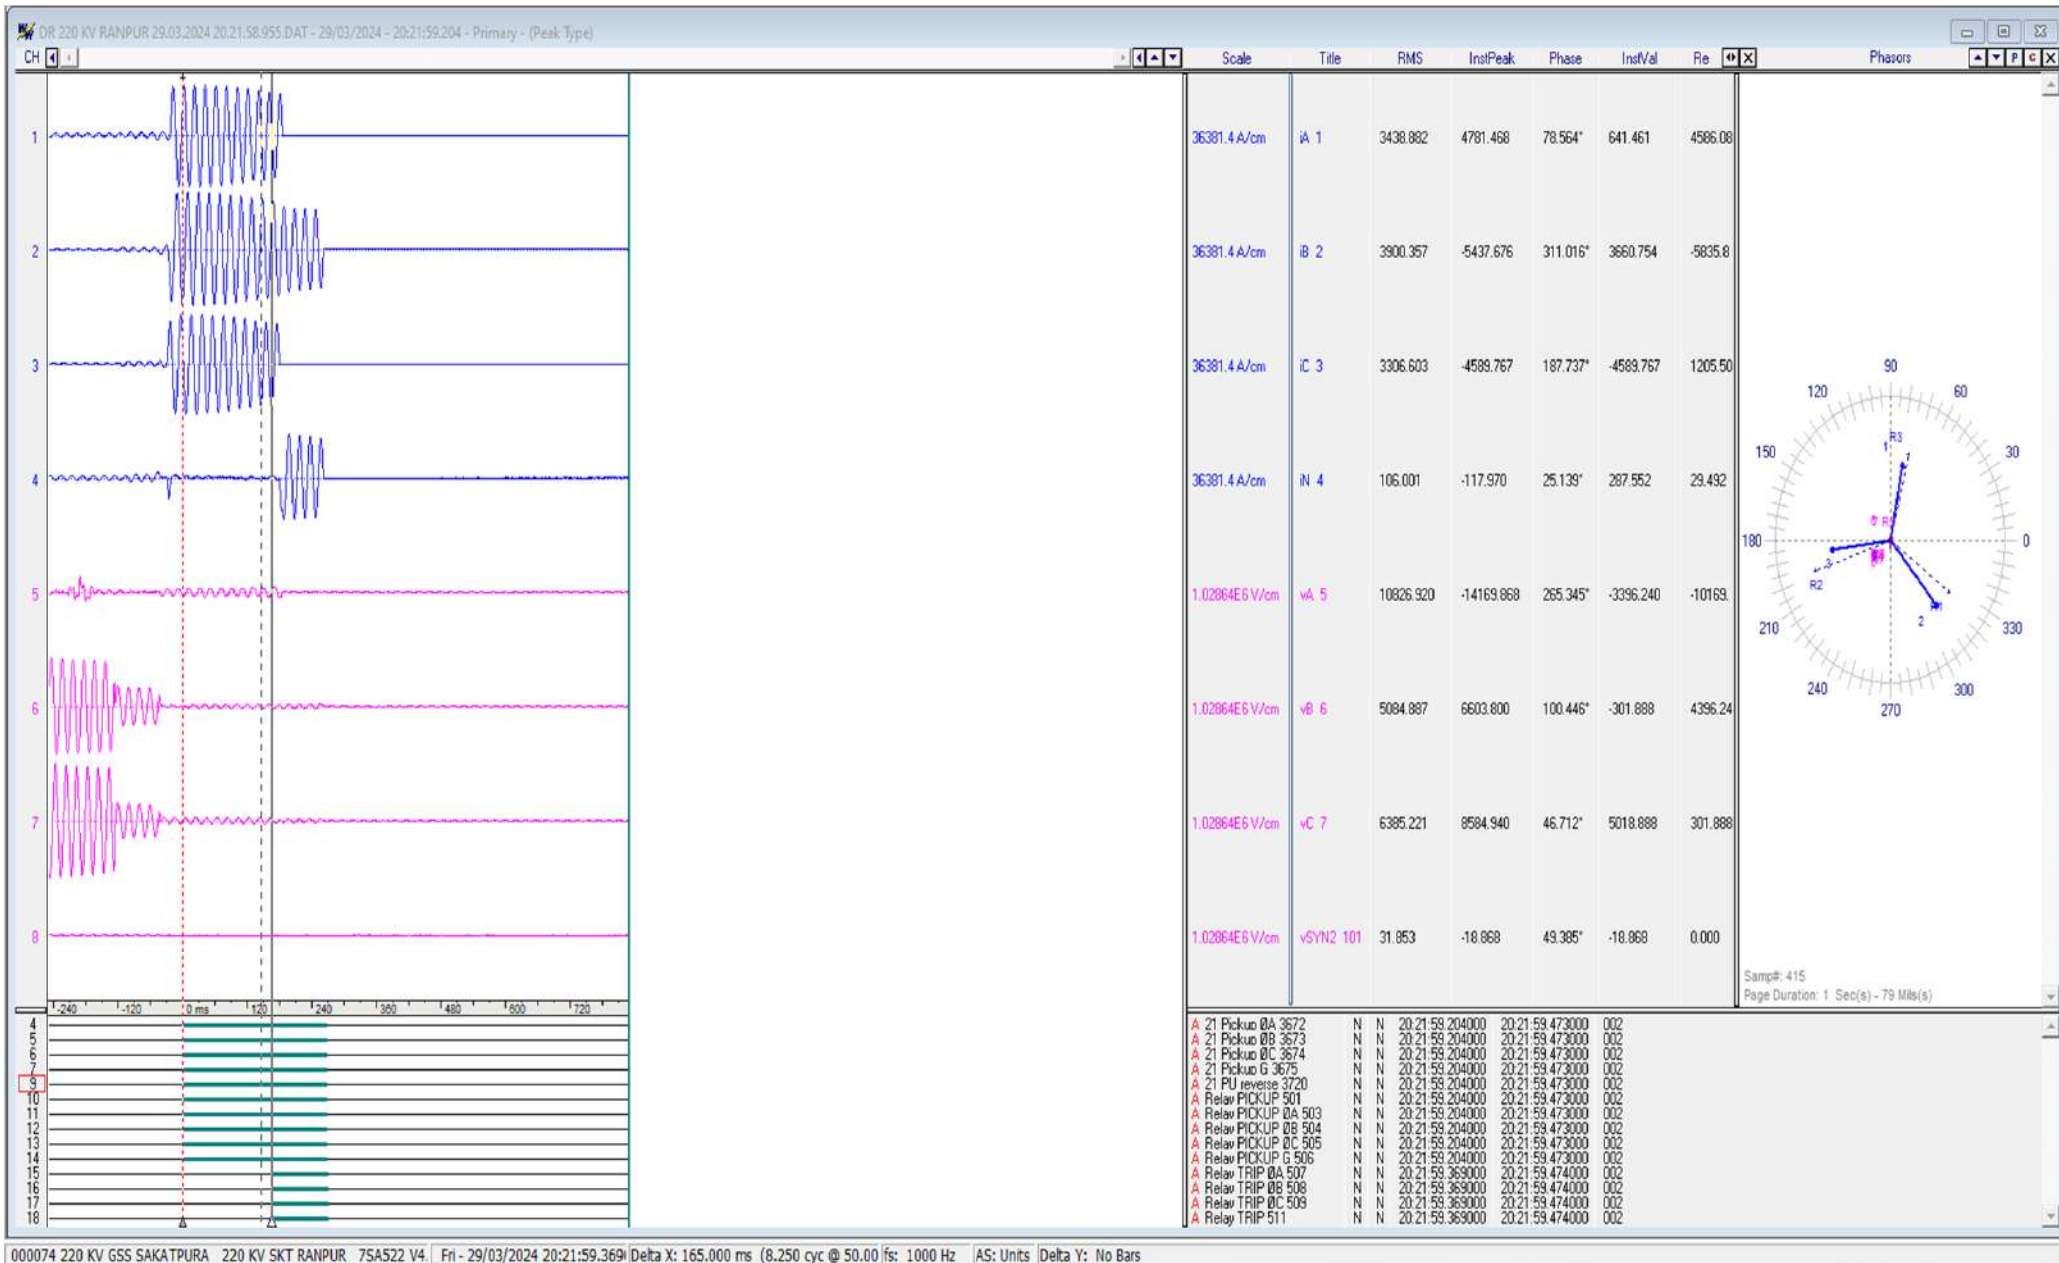 DR 220 KV RANPUR 29.03.2024 20.21.58.955.DAT - 29/03/2024 - 20:21:59.204 - Primary - (Peak Type)
CH Scale Title RMS InstPeak Phase InstVal Re Phasors P C X
1 36381.4 A/cm iA 1 3438.882 4781.468 78.564° 641.461 4586.08
2 36381.4 A/cm iB 2 3900.357 -5437.676 311.016° 3660.754 -5835.8
3 36381.4 A/cm iC 3 3306.603 -4589.767 187.737° -4589.767 1205.50
4 36381.4 A/cm iN 4 106.001 -117.970 25.139° 287.552 29.492
5 1.02864E6 V/cm vA 5 10826.920 -14169.868 265.345° -3396.240 -10169.
6 1.02864E6 V/cm vB 6 5084.887 6603.800 100.446° -301.888 4396.24
7 1.02864E6 V/cm vC 7 6385.221 8584.940 46.712° 5018.888 301.888
8 1.02864E6 V/cm vSYN2 101 31.853 -18.868 49.385° -18.868 0.000
90
120 60
R3
150 1 1 30
180 0
3
R2
2
210 330
240 300
270
Samp#: 415
Page Duration: 1 Sec(s) - 79 Mils(s)
-240 -120 0 ms 120 240 360 480 600 720
4 A 21 Pickup ØA 3672 N N 20:21:59.204000 20:21:59.473000 002
5 A 21 Pickup ØB 3673 N N 20:21:59.204000 20:21:59.473000 002
6 A 21 Pickup ØC 3674 N N 20:21:59.204000 20:21:59.473000 002
7 A 21 Pickup G 3675 N N 20:21:59.204000 20:21:59.473000 002
9 A 21 PU reverse 3720 N N 20:21:59.204000 20:21:59.473000 002
10 A Relay PICKUP 501 N N 20:21:59.204000 20:21:59.473000 002
11 A Relay PICKUP ØA 503 N N 20:21:59.204000 20:21:59.473000 002
12 A Relay PICKUP ØB 504 N N 20:21:59.204000 20:21:59.473000 002
13 A Relay PICKUP ØC 505 N N 20:21:59.204000 20:21:59.473000 002
14 A Relay PICKUP G 506 N N 20:21:59.204000 20:21:59.473000 002
15 A Relay TRIP ØA 507 N N 20:21:59.369000 20:21:59.474000 002
16 A Relay TRIP ØB 508 N N 20:21:59.369000 20:21:59.474000 002
17 A Relay TRIP ØC 509 N N 20:21:59.369000 20:21:59.474000 002
18 A Relay TRIP 511 N N 20:21:59.369000 20:21:59.474000 002
000074 220 KV GSS SAKATPURA 220 KV SKT RANPUR 7SA522 V4. Fri - 29/03/2024 20:21:59.369 Delta X: 165.000 ms (8.250 cyc @ 50.00 fs: 1000 Hz AS: Units Delta Y: No Bars